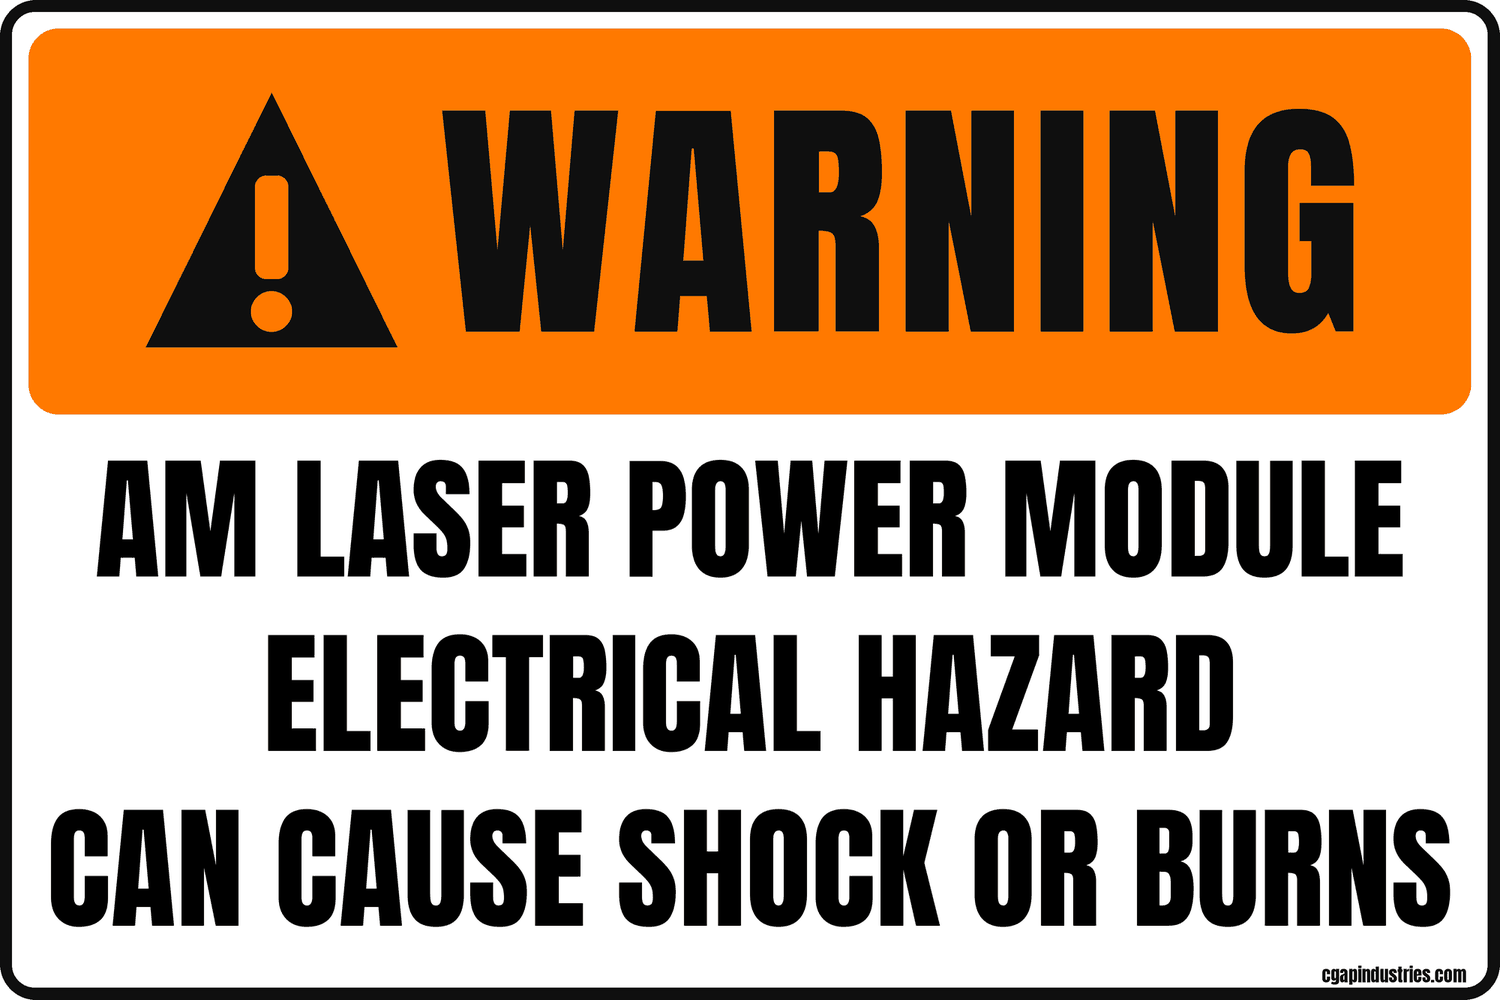 WARNING
AM LASER POWER MODULE
ELECTRICAL HAZARD
CAN CAUSE SHOCK OR BURNS
cgapindustries.com